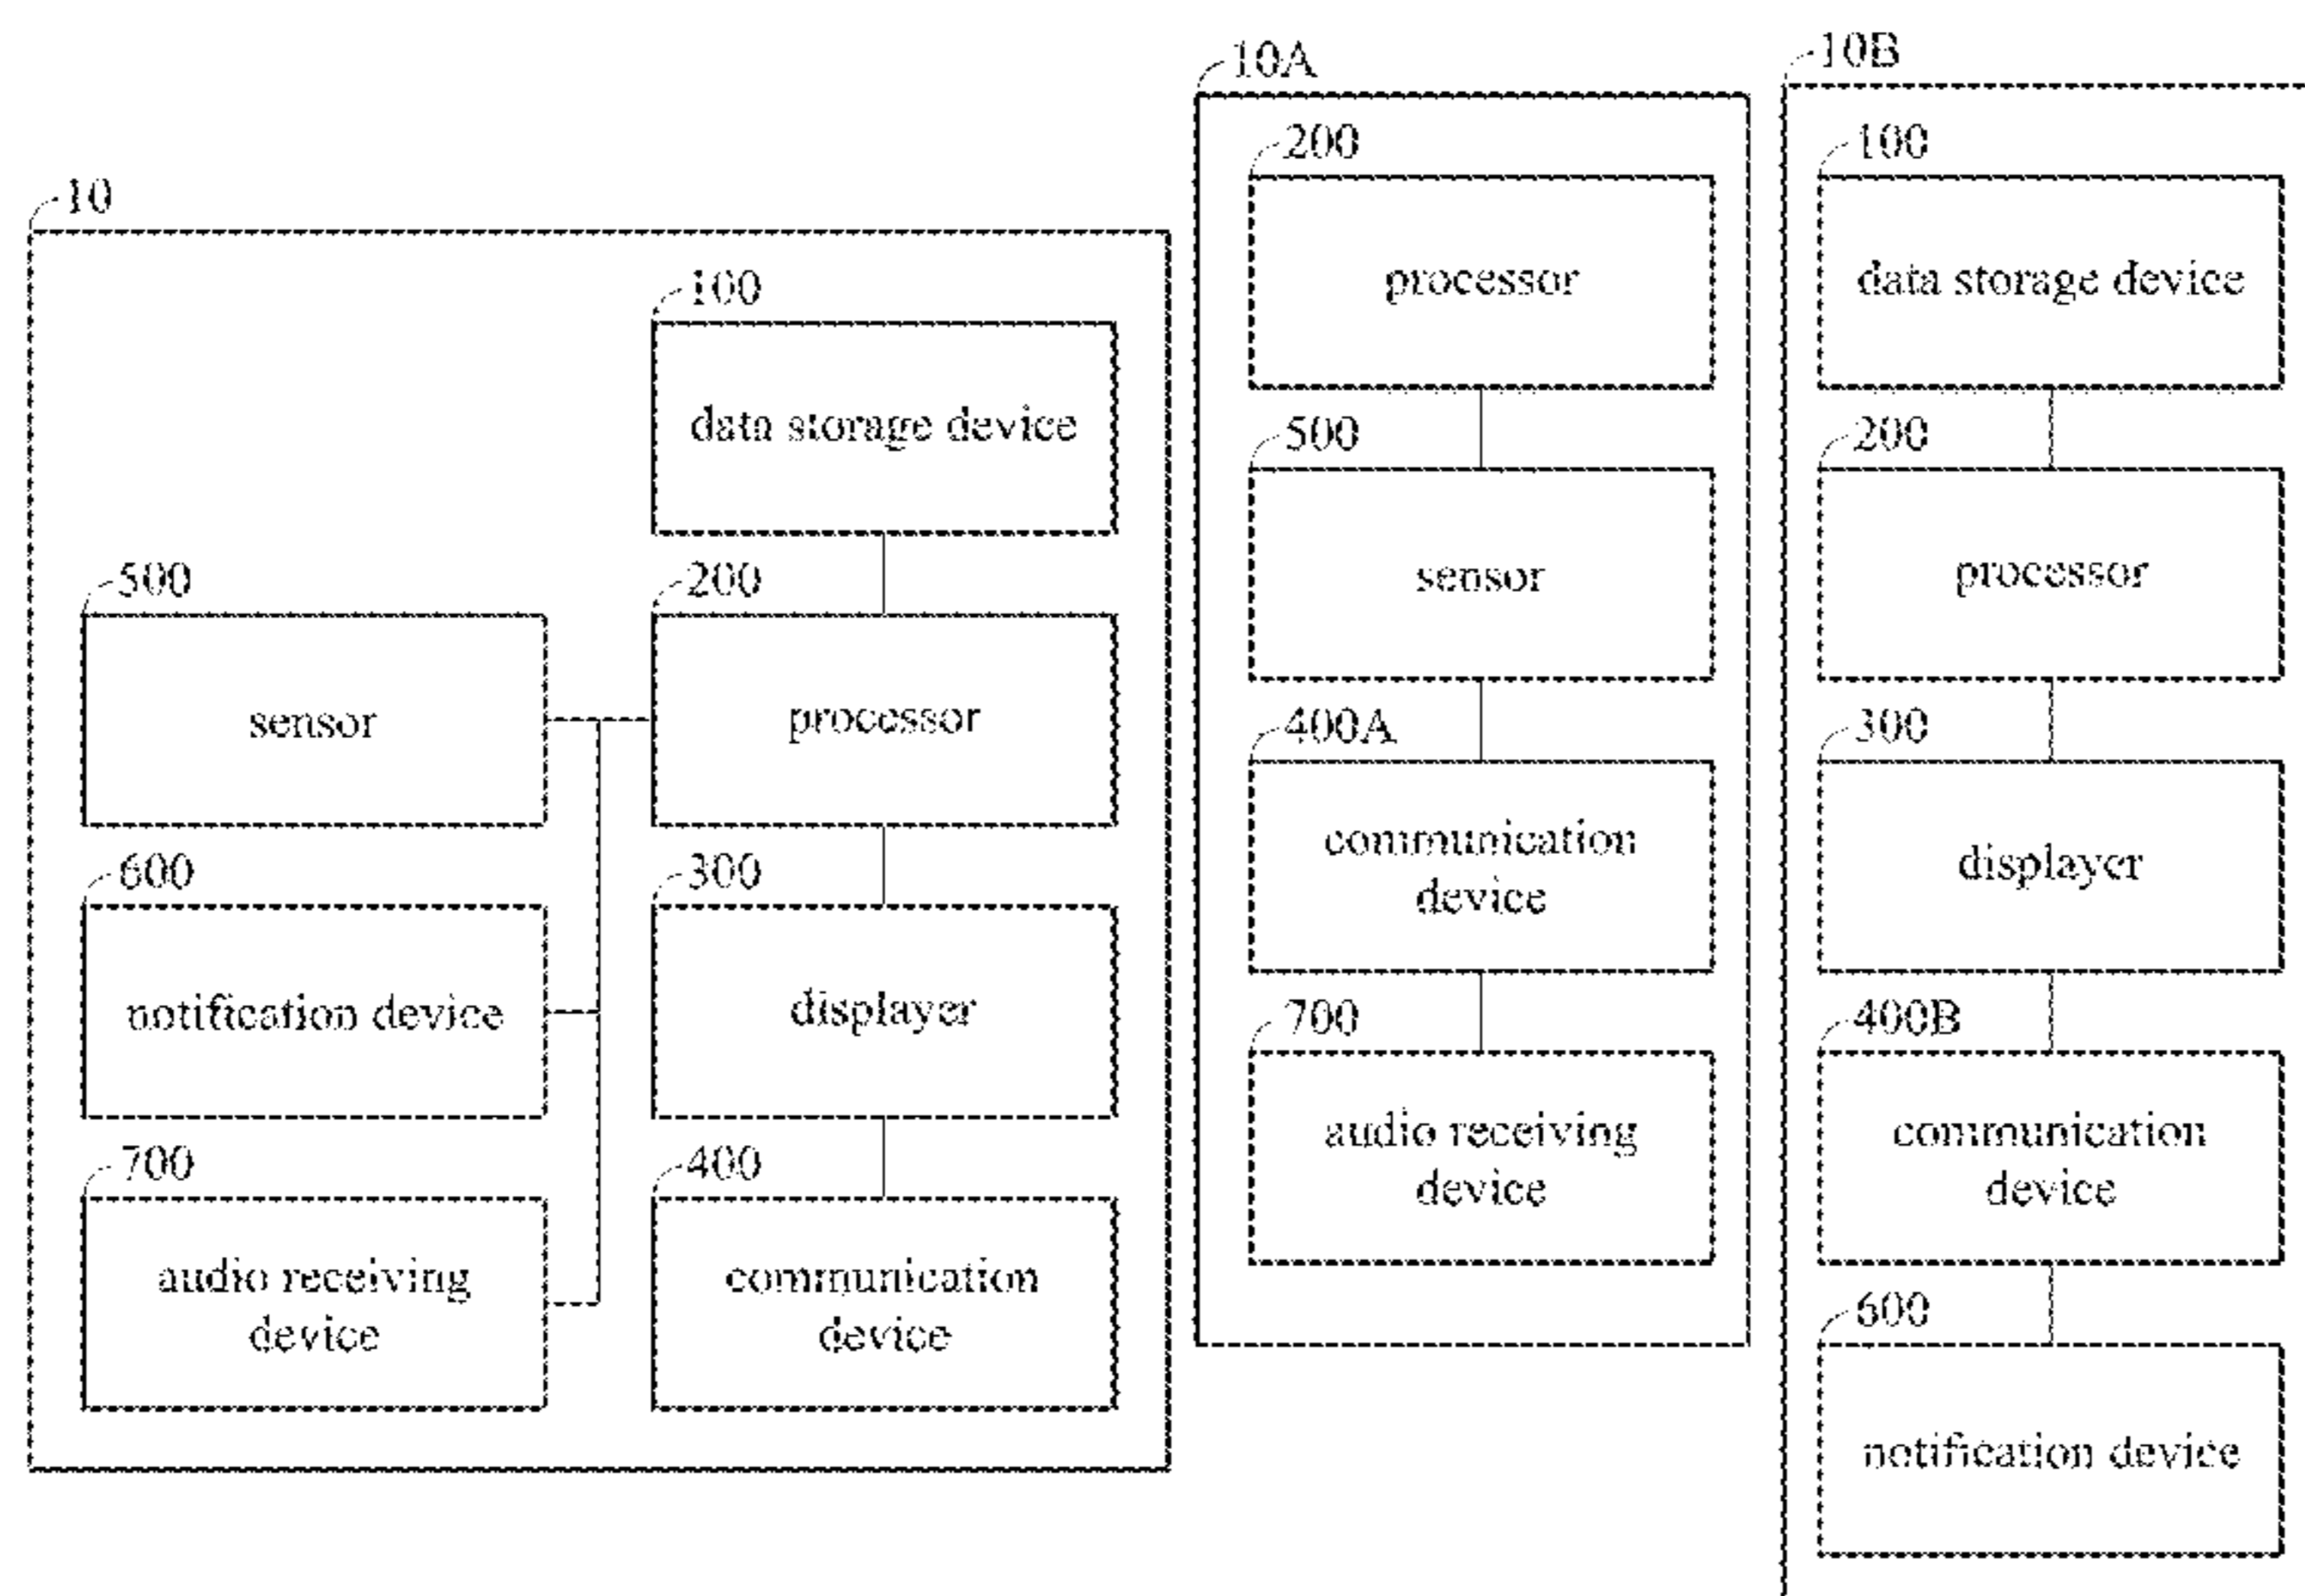 10
100
data storage device
500
200
sensor
processor
600
300
notification device
displayer
700
400
audio receiving
device
communication
device
10A
200
processor
500
sensor
400A
communication
device
700
audio receiving
device
10B
100
data storage device
200
processor
300
displayer
400B
communication
device
600
notification device